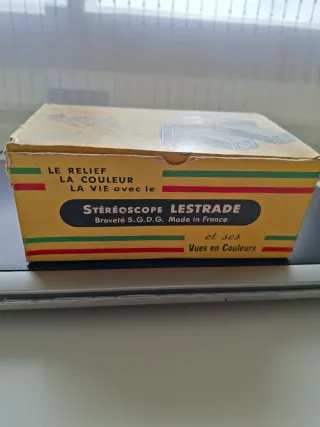 LE RELIEF
LA COULEUR
LA VIE avec le
STÉRÉOSCOPE LESTRADE
Breveté S.G.D.G. Made in France
et ses
Vues en Couleurs